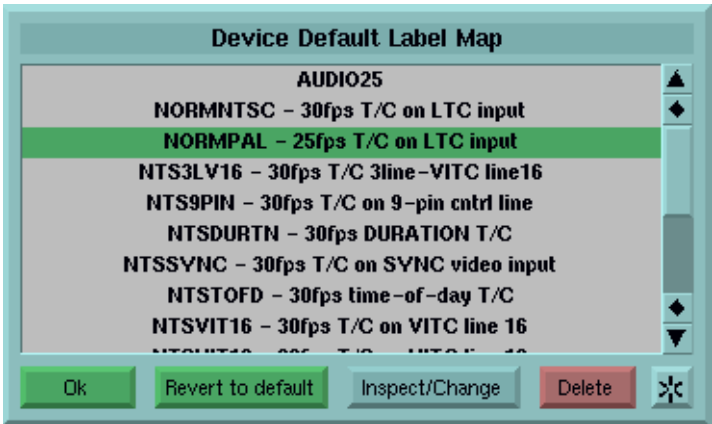 Device Default Label Map
AUDIO25
NORMNTSC - 30fps T/C on LTC input
NORMPAL - 25fps T/C on LTC input
NTS3LV16 - 30fps T/C 3line-VITC line16
NTS9PIN - 30fps T/C on 9-pin cntrl line
NTSDURTN - 30fps DURATION T/C
NTSSYNC - 30fps T/C on SYNC video input
NTSTOFD - 30fps time-of-day T/C
NTSVIT16 - 30fps T/C on VITC line 16
Ok Revert to default Inspect/Change Delete